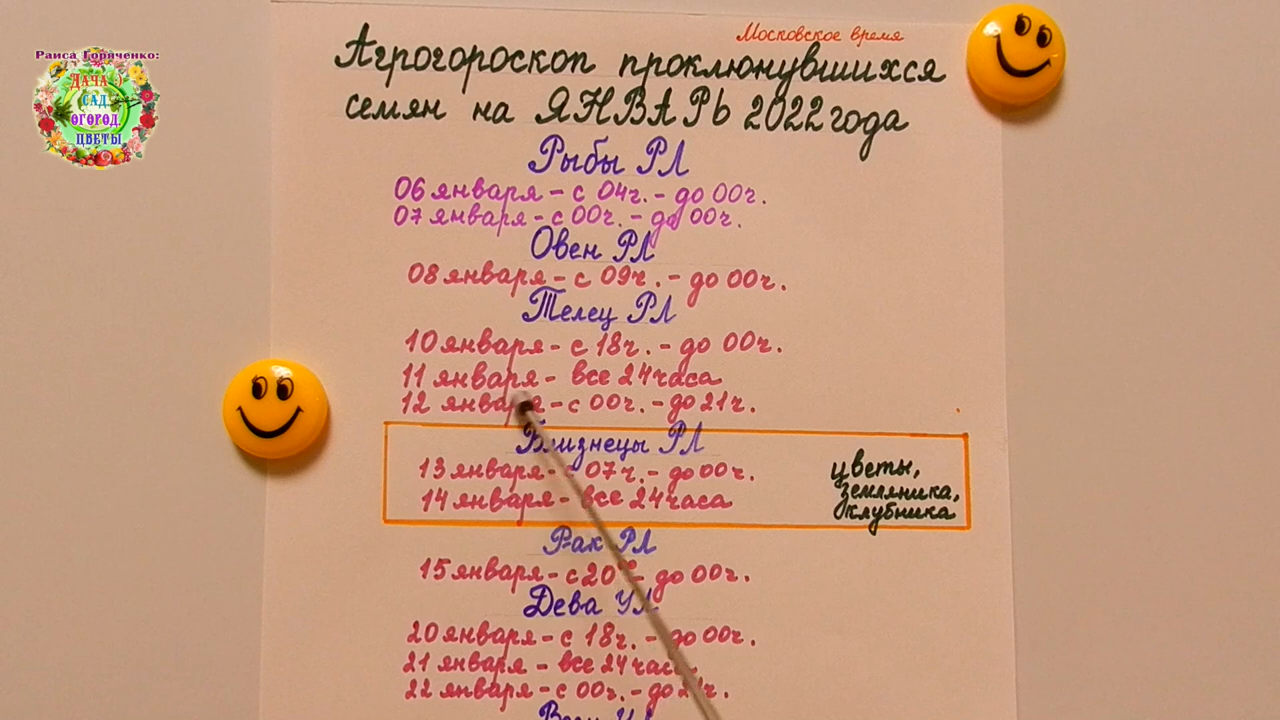 Раиса Горяченко:
ДАЧА:)
САД,
ОГОРОД,
ЦВЕТЫ
Московское время
Агрогороскоп проклюнувшихся
семян на ЯНВАРЬ 2022 года
Рыбы РЛ
06 января - с 04ч. - до 00ч.
07 января - с 00ч. - до 00ч.
Овен РЛ
08 января - с 09ч. - до 00ч.
Телец РЛ
10 января - с 18ч. - до 00ч.
11 января - все 24 часа
12 января - с 00ч. - до 21ч.
Близнецы РЛ
13 января - с 07ч. - до 00ч.
14 января - все 24 часа
цветы,
земляника,
клубника
Рак РЛ
15 января - с 20ч. - до 00ч.
Дева УЛ
20 января - с 18ч. - до 00ч.
21 января - все 24 часа
22 января - с 00ч. - до